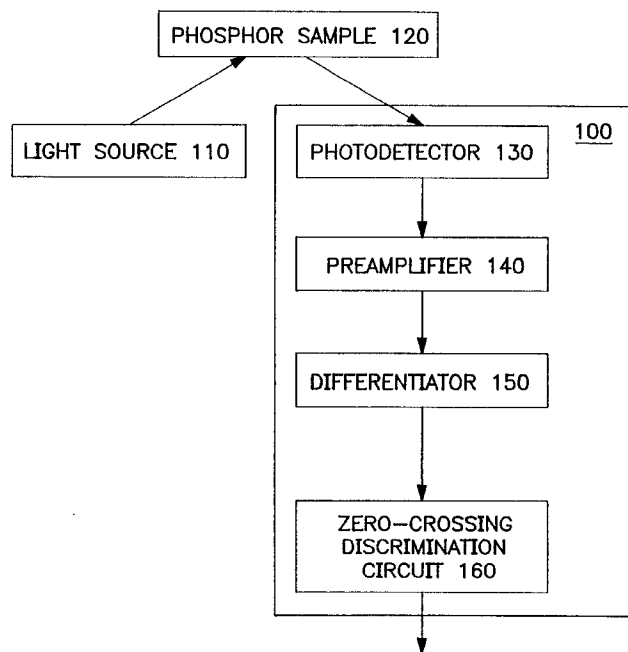 PHOSPHOR SAMPLE 120
LIGHT SOURCE 110
100
PHOTODETECTOR 130
PREAMPLIFIER 140
DIFFERENTIATOR 150
ZERO-CROSSING
DISCRIMINATION
CIRCUIT 160